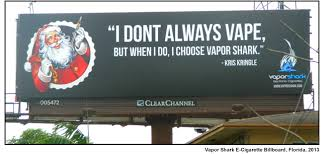 "I DONT ALWAYS VAPE,
BUT WHEN I DO, I CHOOSE VAPOR SHARK."
- KRIS KRINGLE
vaporshark
005472
CLEARCHANNEL
Vapor Shark E-Cigarette Billboard, Florida, 2013